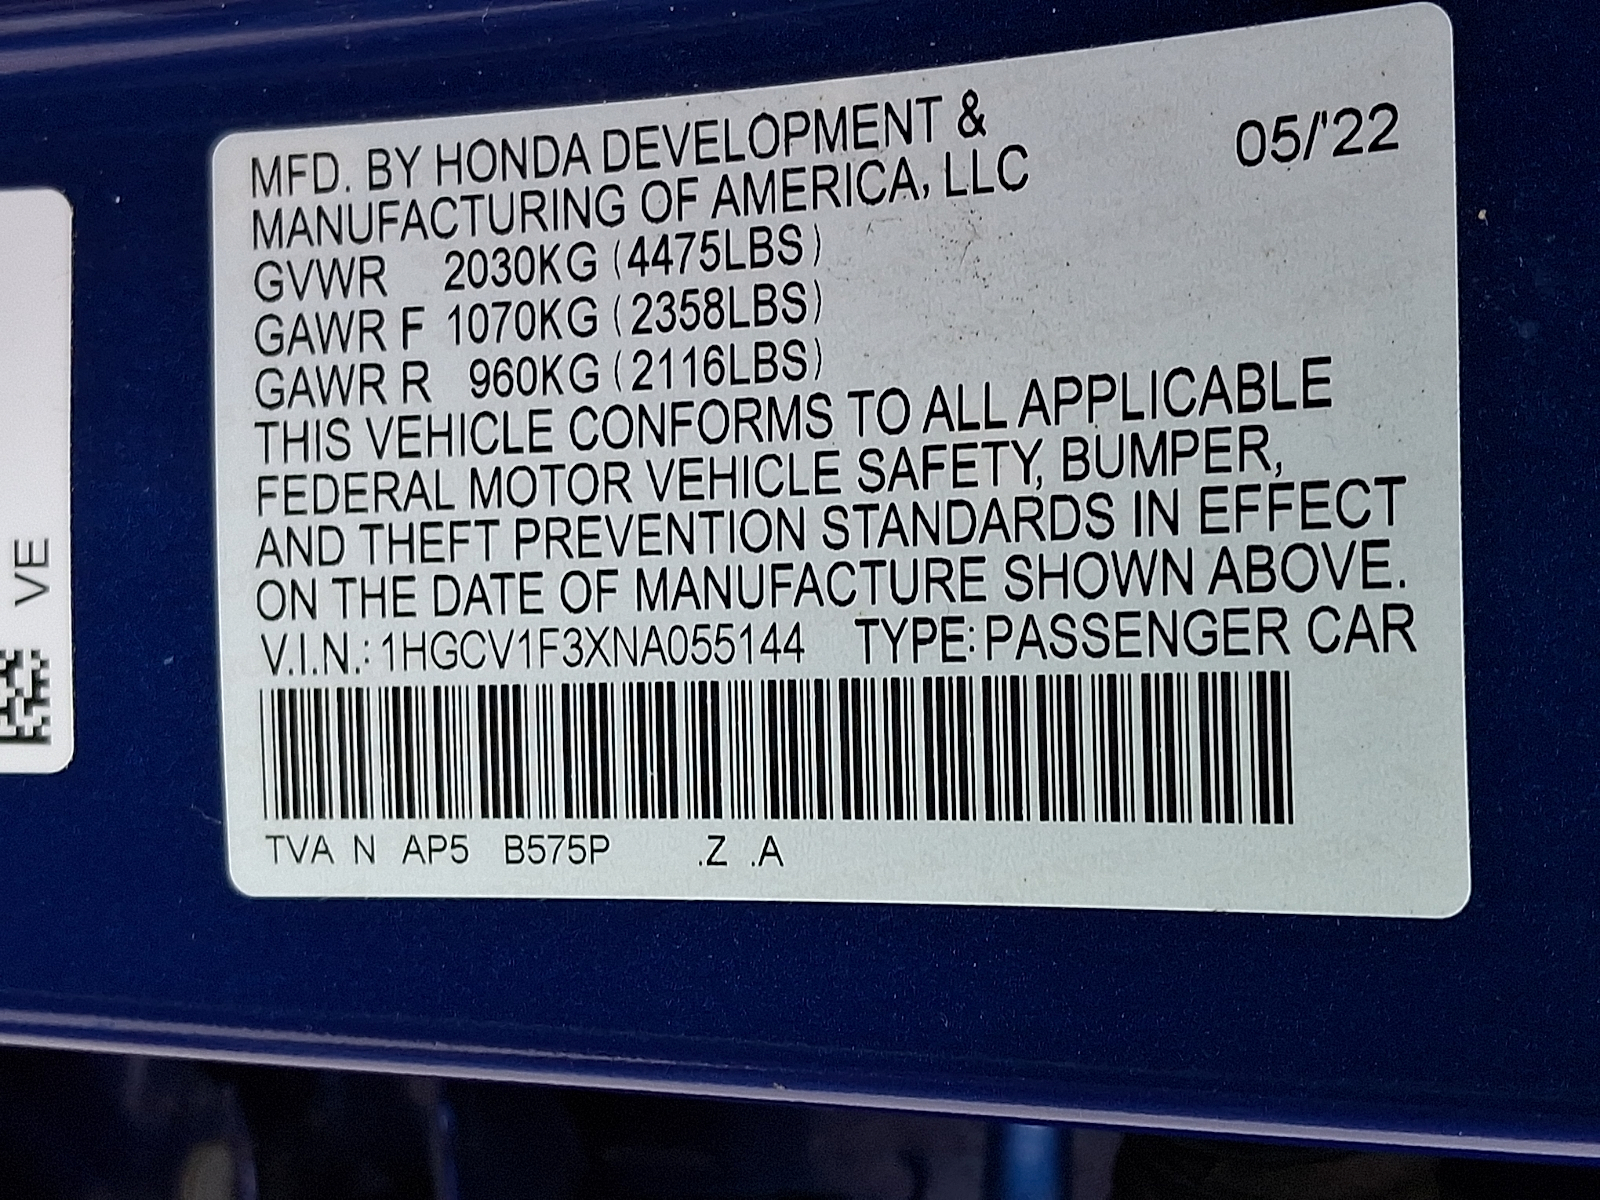 MFD. BY HONDA DEVELOPMENT & 05/'22
MANUFACTURING OF AMERICA, LLC
GVWR 2030KG (4475LBS)
GAWR F 1070KG (2358LBS)
GAWR R 960KG (2116LBS)
THIS VEHICLE CONFORMS TO ALL APPLICABLE
FEDERAL MOTOR VEHICLE SAFETY, BUMPER,
AND THEFT PREVENTION STANDARDS IN EFFECT
ON THE DATE OF MANUFACTURE SHOWN ABOVE.
V.I.N.: 1HGCV1F3XNA055144 TYPE: PASSENGER CAR
TVA N AP5 B575P .Z .A
VE